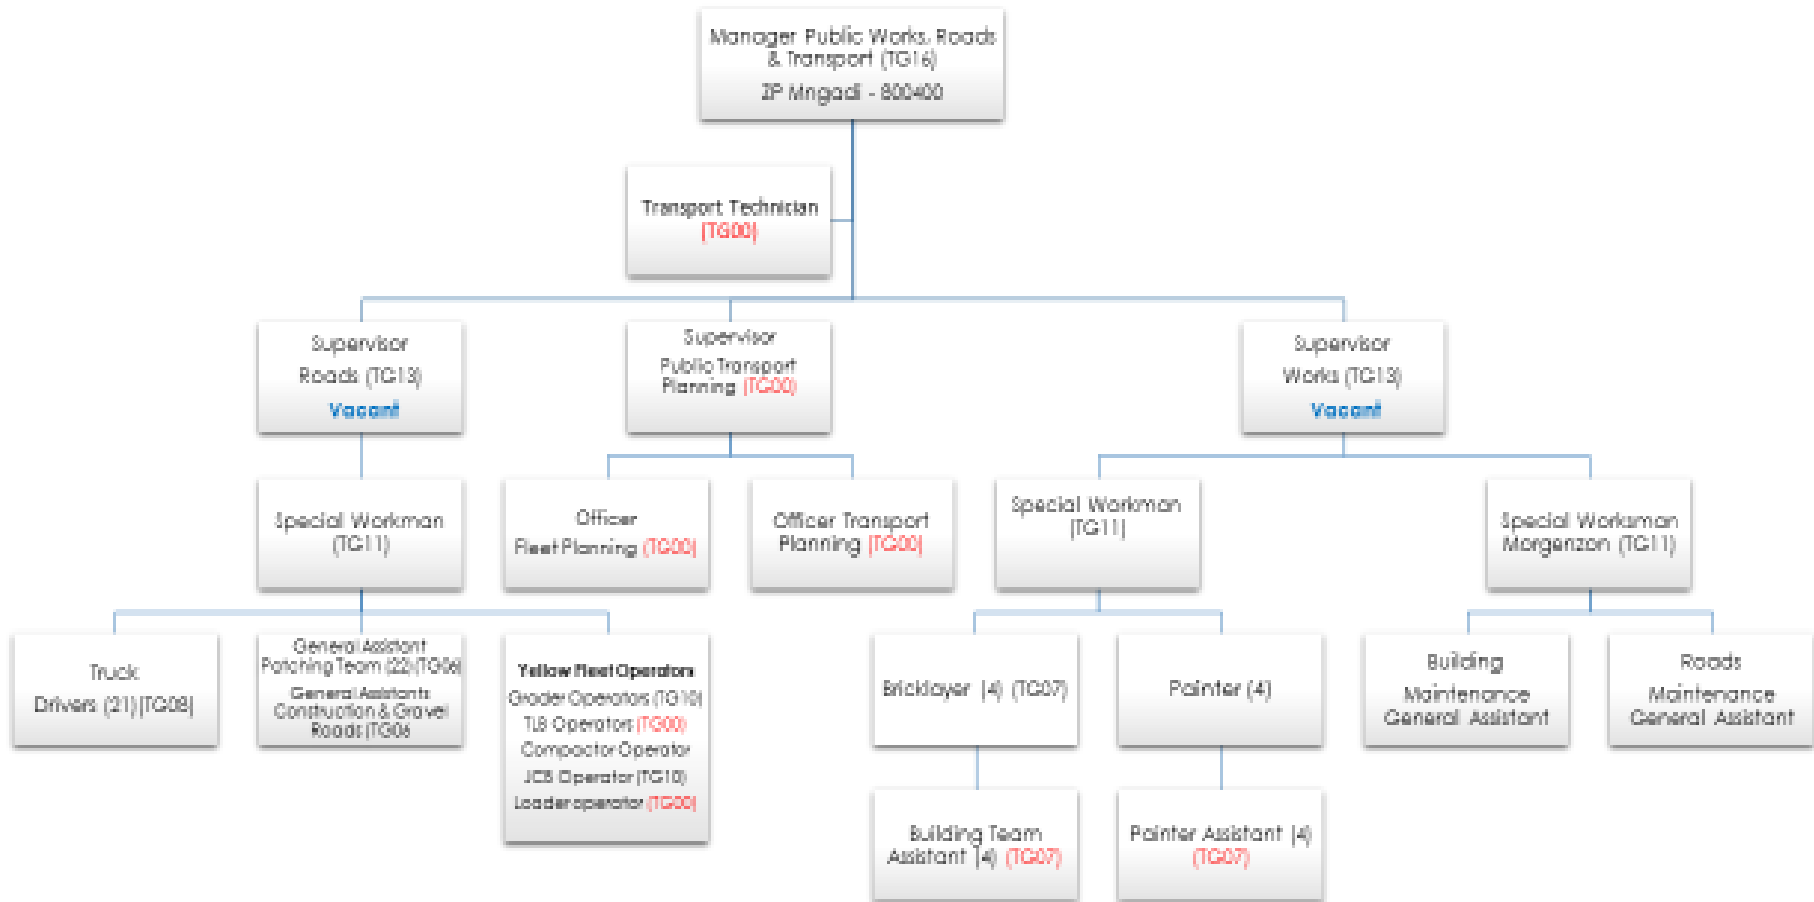 Manager Public Works, Roads
& Transport (TG16)
ZP Mngadi - 800400
Transport Technician
(TG00)
Supervisor
Roads (TG13)
Vacant
Supervisor
Public Transport
Planning (TG00)
Supervisor
Works (TG13)
Vacant
Special Workman
(TG11)
Officer
Fleet Planning (TG00)
Officer Transport
Planning (TG00)
Special Workman
(TG11)
Special Worksman
Morgenzon (TG11)
Truck
Drivers (21)(TG08)
General Assistant
Patching Team (22)(TG06)
General Assistants
Construction & Gravel
Roads (TG06
Yellow Fleet Operators
Grader Operators (TG10)
TLB Operators (TG00)
Compactor Operator
JCB Operator (TG10)
Loader operator (TG00)
Bricklayer (4) (TG07)
Painter (4)
Building
Maintenance
General Assistant
Roads
Maintenance
General Assistant
Building Team
Assistant (4) (TG07)
Painter Assistant (4)
(TG07)